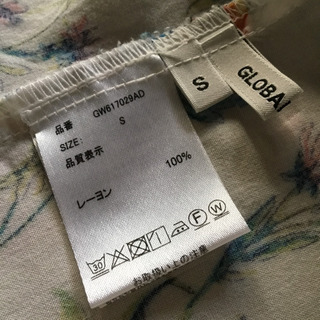 品番 GW617029AD
SIZE: S
品質表示
レーヨン 100%
30 F W
お取扱い上の注意
S
GLOBAL